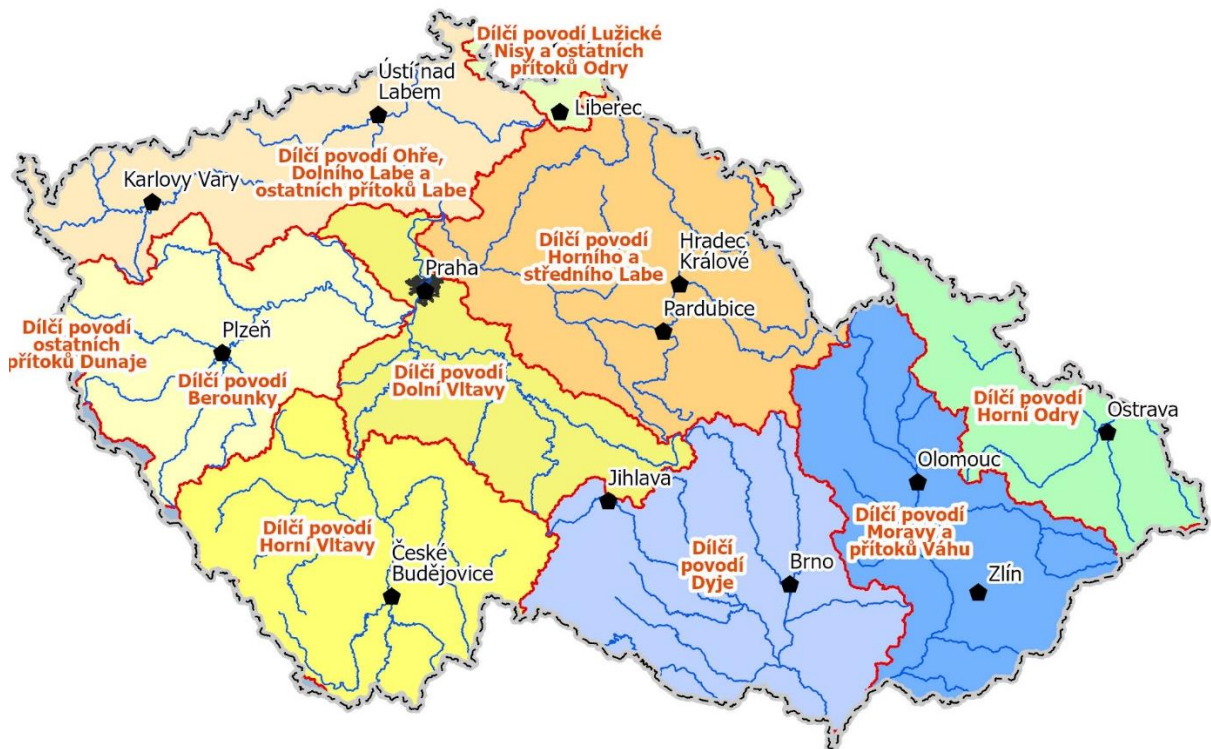 Dílčí povodí Lužické
Nisy a ostatních
přítoků Odry
Ústí nad
Labem
Liberec
Dílčí povodí Ohře,
Dolního Labe a
ostatních přítoků Labe
Karlovy Vary
Dílčí povodí
Horního a
středního Labe
Hradec
Králové
Praha
Pardubice
Dílčí povodí
ostatních
přítoků Dunaje
Plzeň
Dílčí povodí
Berounky
Dílčí povodí
Dolní Vltavy
Dílčí povodí
Horní Odry
Ostrava
Olomouc
Jihlava
Dílčí povodí
Moravy a
přítoků Váhu
Dílčí povodí
Horní Vltavy
České
Budějovice
Dílčí
povodí
Dyje
Brno
Zlín